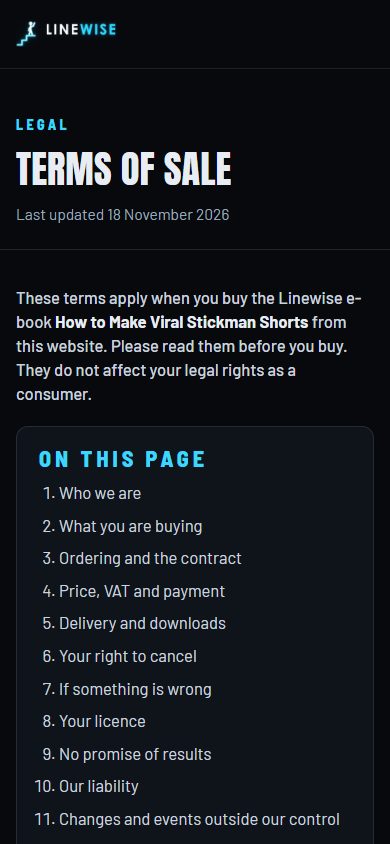 LINEWISE
LEGAL
TERMS OF SALE
Last updated 18 November 2026
These terms apply when you buy the Linewise e-
book How to Make Viral Stickman Shorts from
this website. Please read them before you buy.
They do not affect your legal rights as a
consumer.
ON THIS PAGE
1. Who we are
2. What you are buying
3. Ordering and the contract
4. Price, VAT and payment
5. Delivery and downloads
6. Your right to cancel
7. If something is wrong
8. Your licence
9. No promise of results
10. Our liability
11. Changes and events outside our control